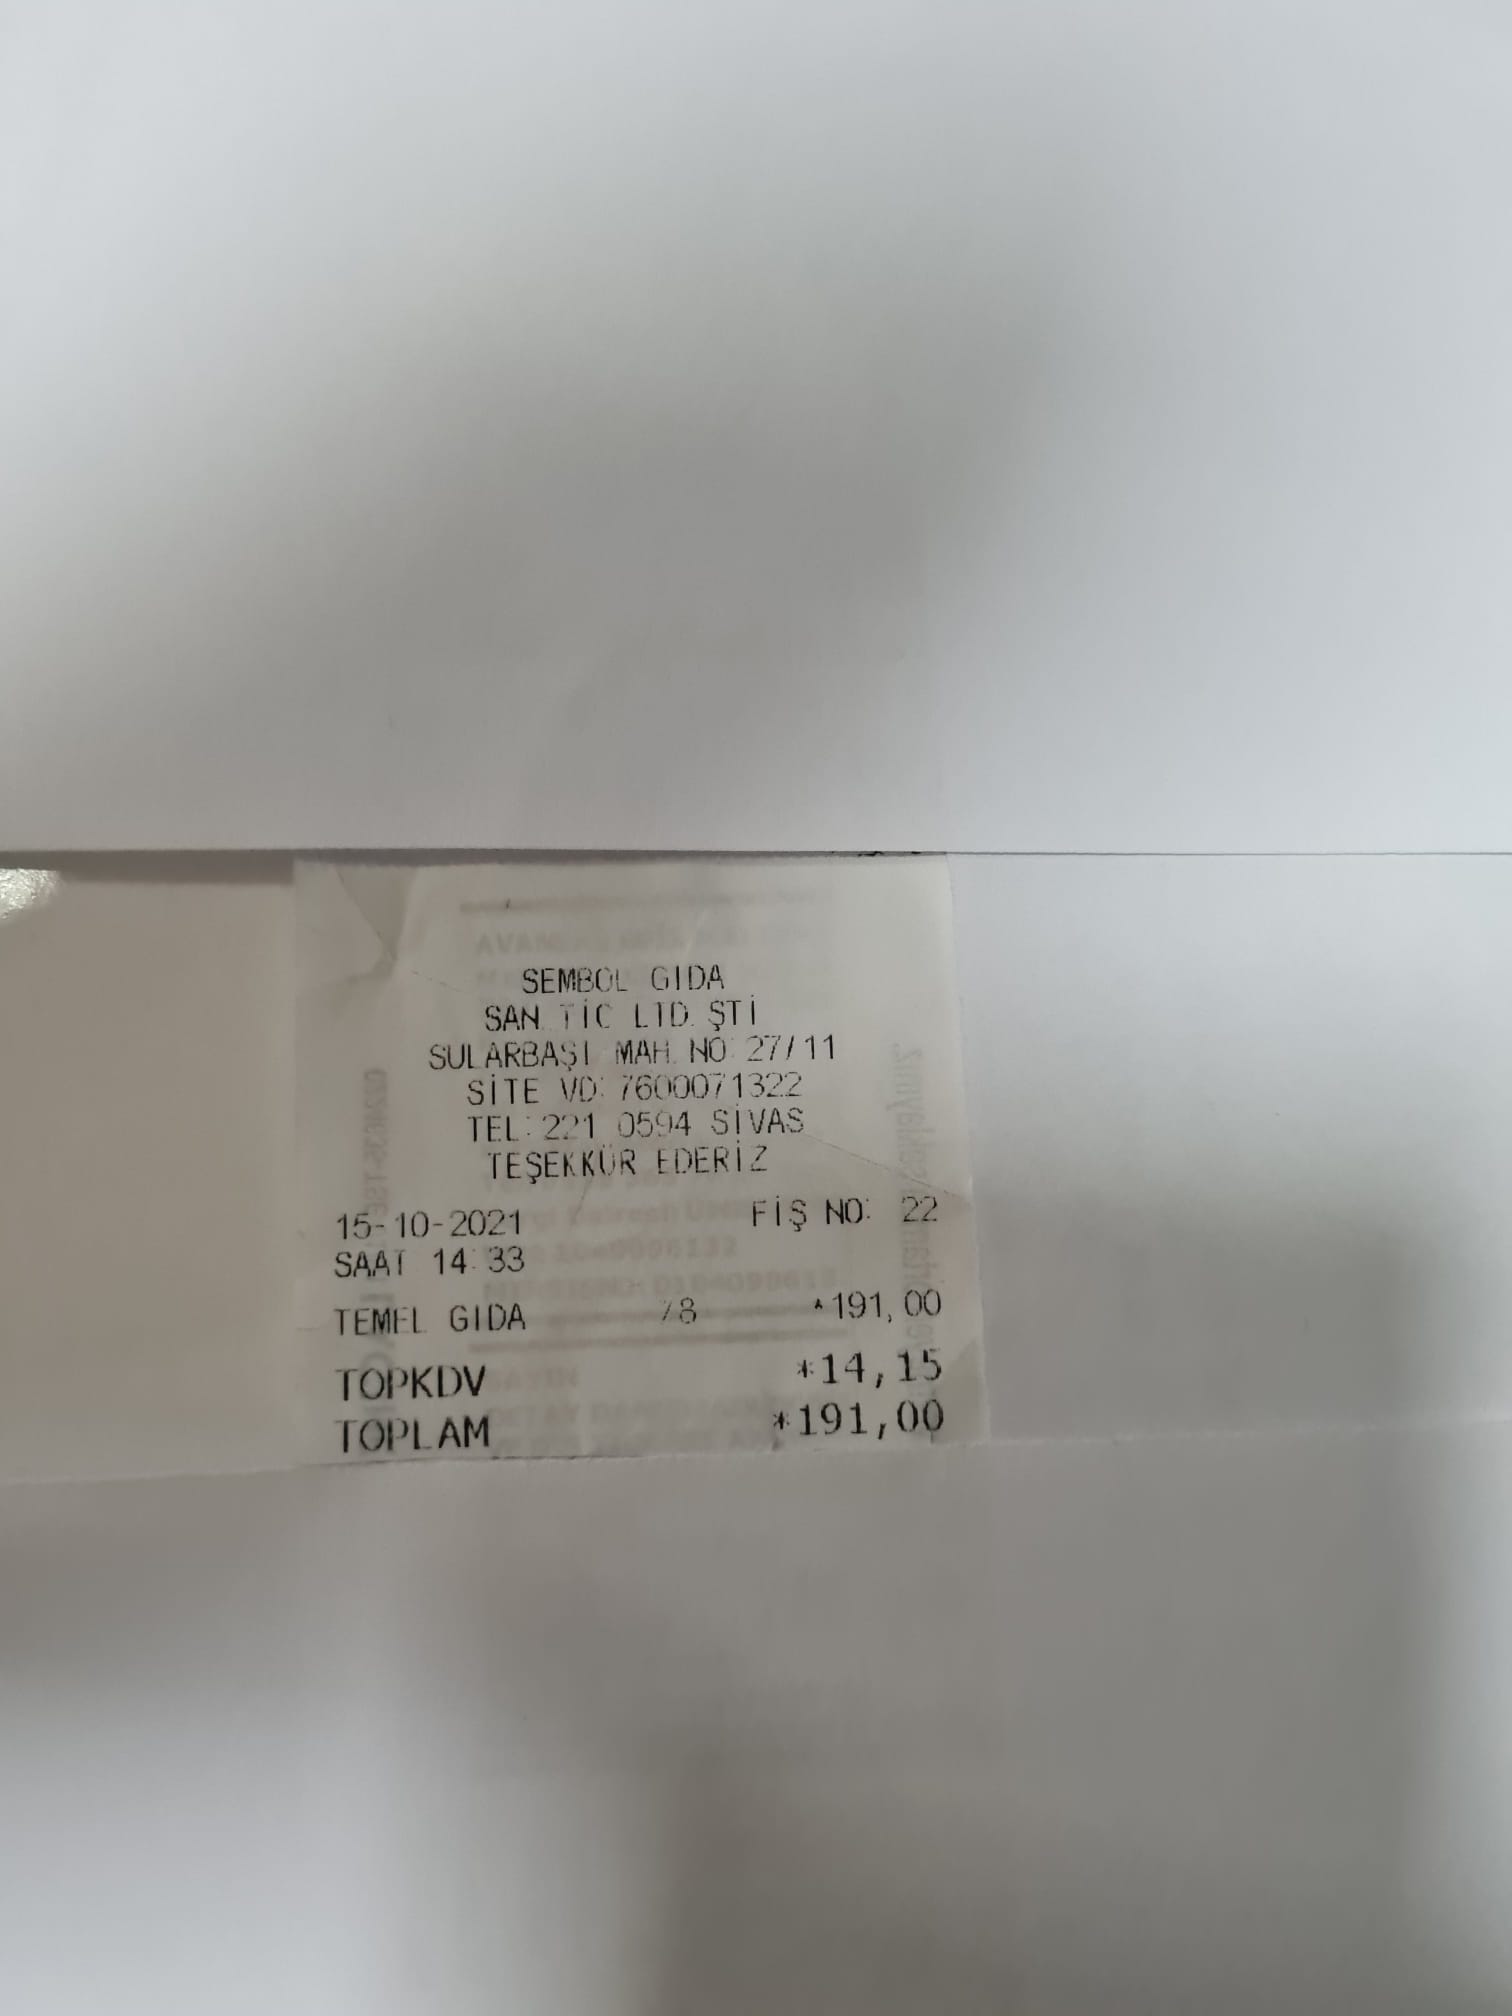 SEMBOL GIDA
SAN. TİC LTD. ŞTİ
SULARBAŞI MAH. NO: 27/11
SİTE VD: 7600071322
TEL: 221 0594 SİVAS
TEŞEKKÜR EDERİZ
15-10-2021 FİŞ NO: 22
SAAT 14:33
TEMEL GIDA %8 *191,00
TOPKDV *14,15
TOPLAM *191,00